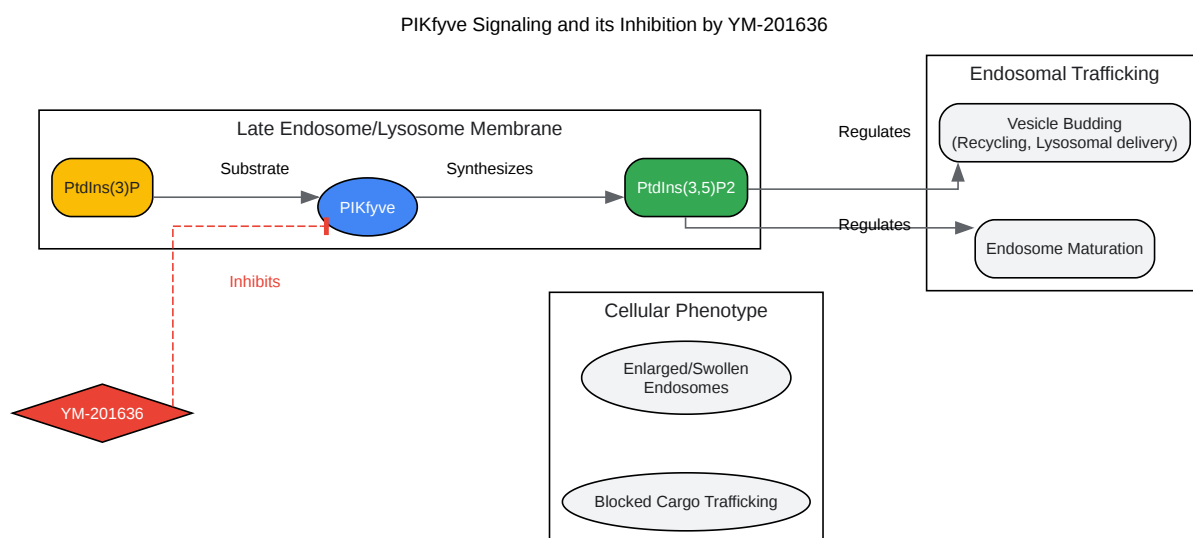 PIKfyve Signaling and its Inhibition by YM-201636
Late Endosome/Lysosome Membrane
PtdIns(3)P
Substrate
PIKfyve
Synthesizes
PtdIns(3,5)P2
Inhibits
YM-201636
Regulates
Regulates
Endosomal Trafficking
Vesicle Budding
(Recycling, Lysosomal delivery)
Endosome Maturation
Cellular Phenotype
Enlarged/Swollen
Endosomes
Blocked Cargo Trafficking